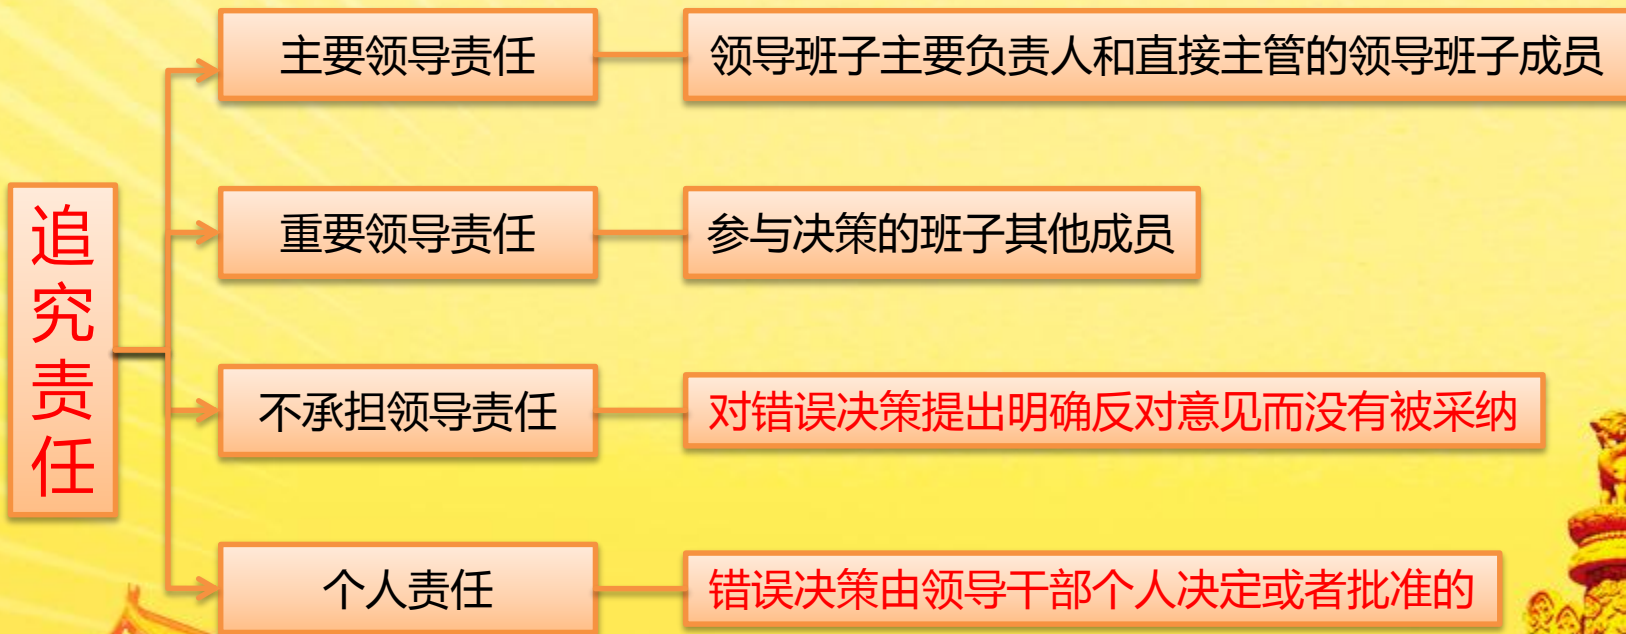 追究责任
主要领导责任
领导班子主要负责人和直接主管的领导班子成员
重要领导责任
参与决策的班子其他成员
不承担领导责任
对错误决策提出明确反对意见而没有被采纳
个人责任
错误决策由领导干部个人决定或者批准的